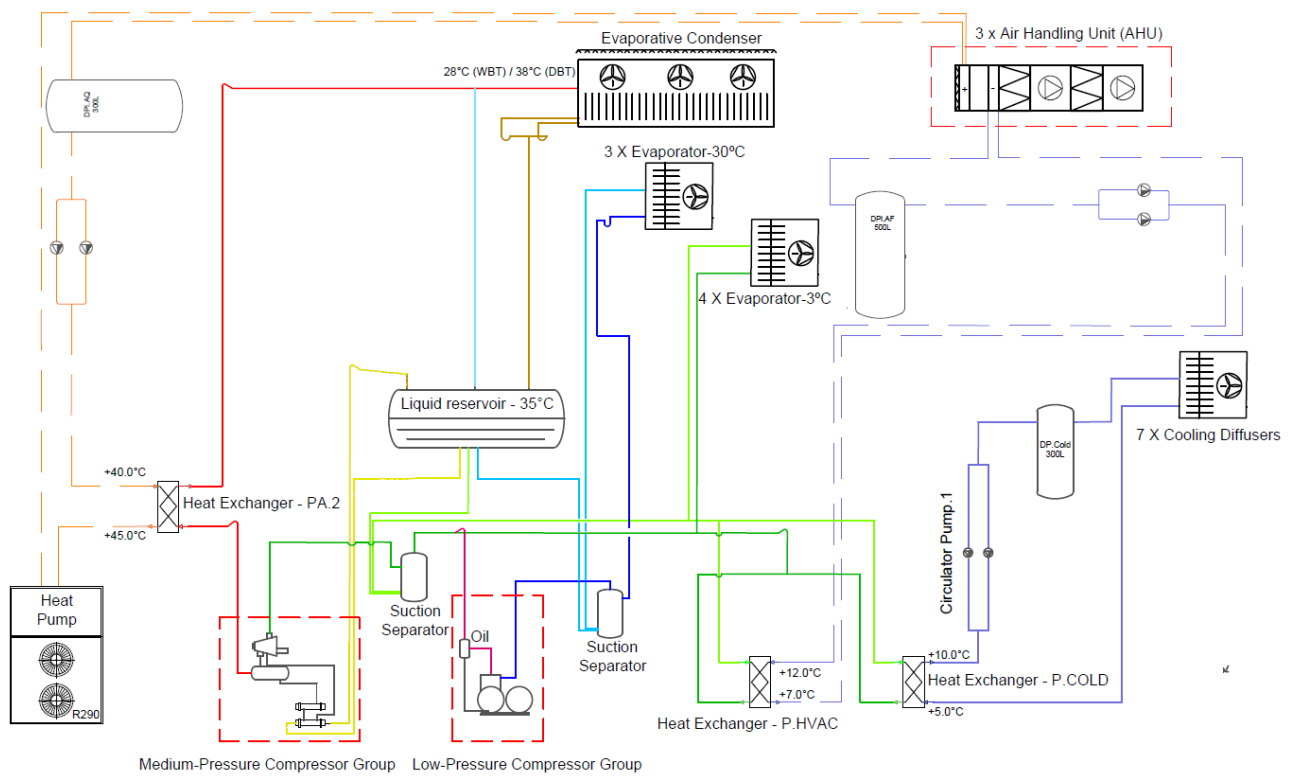 3 x Air Handling Unit (AHU)
Evaporative Condenser
28°C (WBT) / 38°C (DBT)
+
-
DPI.AQ
300L
3 X Evaporator-30ºC
DPI.AF
500L
4 X Evaporator-3ºC
Liquid reservoir - 35°C
7 X Cooling Diffusers
DP.Cold
300L
+40.0°C
Heat Exchanger - PA.2
+45.0°C
Circulator Pump.1
Heat
Pump
R290
Suction
Separator
Oil
Suction
Separator
+12.0°C
+7.0°C
Heat Exchanger - P.HVAC
+10.0°C
Heat Exchanger - P.COLD
+5.0°C
Medium-Pressure Compressor Group
Low-Pressure Compressor Group